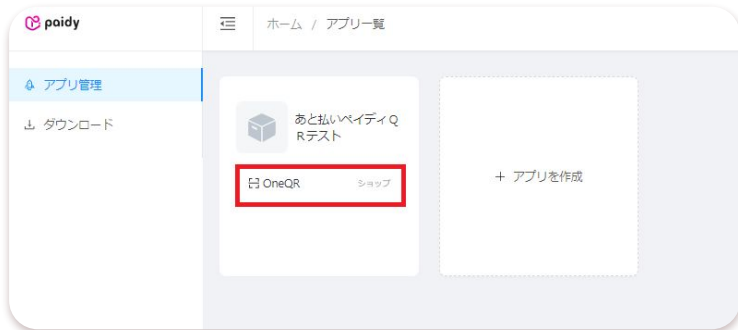 paidy
ホーム / アプリ一覧
アプリ管理
ダウンロード
あと払いペイディQ
Rテスト
OneQR ショップ
+ アプリを作成